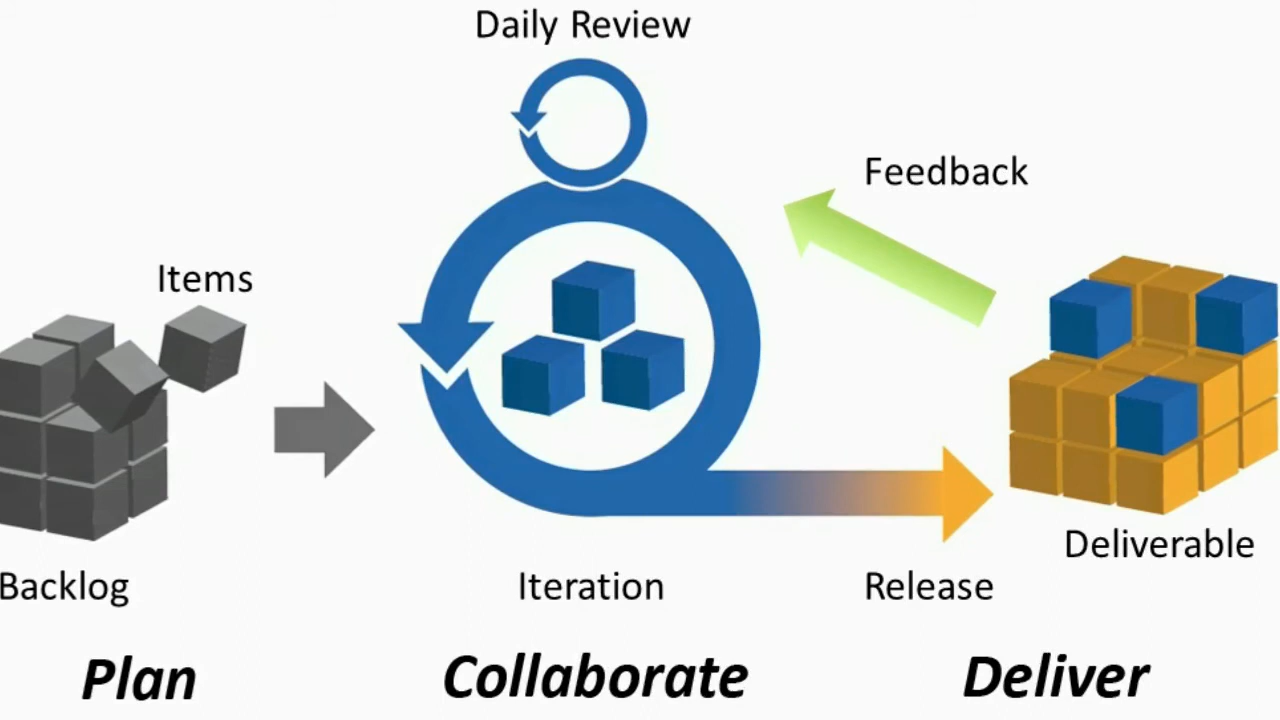 Daily Review
Feedback
Items
Deliverable
Backlog
Iteration
Release
Plan
Collaborate
Deliver